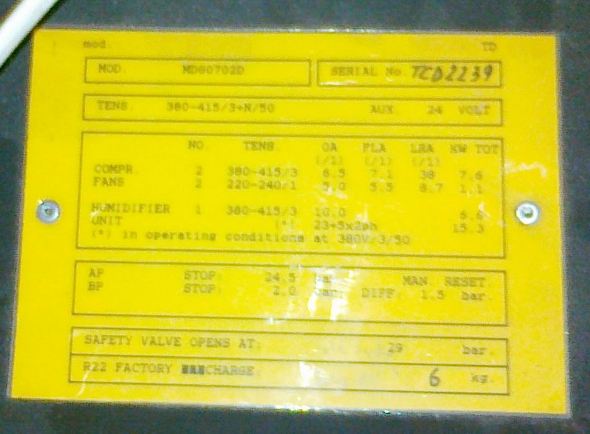 mod. TD
MOD. MD80702D SERIAL No. TCD2239
TENS. 380-415/3+N/50 AUX. 24 VOLT
NO. TENS. OA FLA LRA KW TOT
(/1) (/1) (/1)
COMPR. 2 380-415/3 6.5 7.1 38 7.6
FANS 2 220-240/1 5.0 5.5 8.7 1.1
HUMIDIFIER 1 380-415/3 10.0 6.6
UNIT (*) 23+5x2ph 15.3
(*) in operating conditions at 380V/3/50
AP STOP: 24.5 bar MAN. RESET.
BP STOP: 2.0 bar; DIFF: 1.5 bar.
SAFETY VALVE OPENS AT: 29 bar.
R22 FACTORY CHARGE: 6 kg.